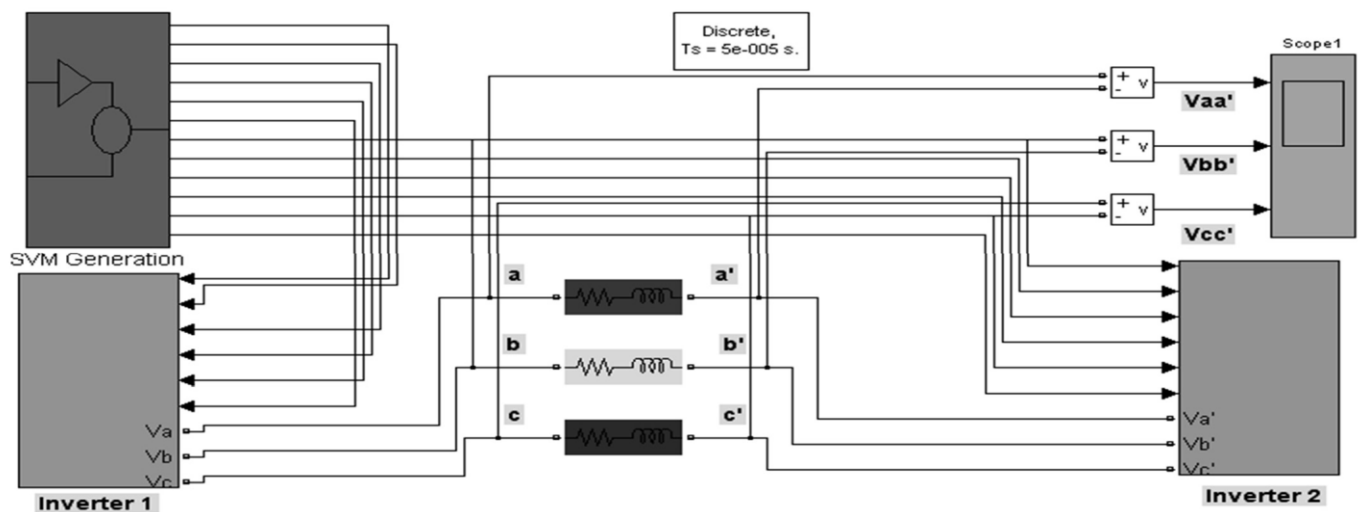 Discrete,
Ts = 5e-005 s.
Scope1
+
-
v
Vaa'
+
-
v
Vbb'
+
-
v
Vcc'
SVM Generation
a
a'
b
b'
c
c'
Va
Vb
Vc
Va'
Vb'
Vc'
Inverter 1
Inverter 2